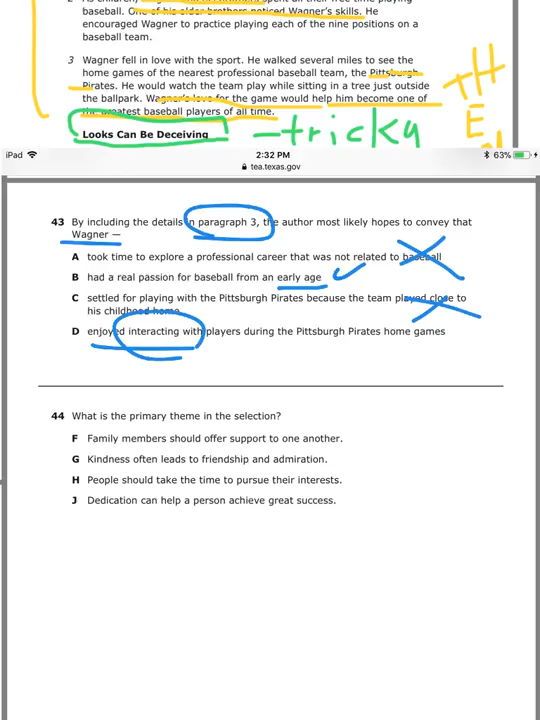 2 As children,
baseball. One of his older brothers noticed Wagner's skills. He
encouraged Wagner to practice playing each of the nine positions on a
baseball team.
3 Wagner fell in love with the sport. He walked several miles to see the
home games of the nearest professional baseball team, the Pittsburgh
Pirates. He would watch the team play while sitting in a tree just outside
the ballpark. Wagner's love for the game would help him become one of
the greatest baseball players of all time.
Looks Can Be Deceiving – tricky
iPad 2:32 PM 63%
tea.texas.gov
43 By including the details in paragraph 3, the author most likely hopes to convey that
Wagner —
A took time to explore a professional career that was not related to baseball
B had a real passion for baseball from an early age
C settled for playing with the Pittsburgh Pirates because the team played close to
his childhood home
D enjoyed interacting with players during the Pittsburgh Pirates home games
44 What is the primary theme in the selection?
F Family members should offer support to one another.
G Kindness often leads to friendship and admiration.
H People should take the time to pursue their interests.
J Dedication can help a person achieve great success.